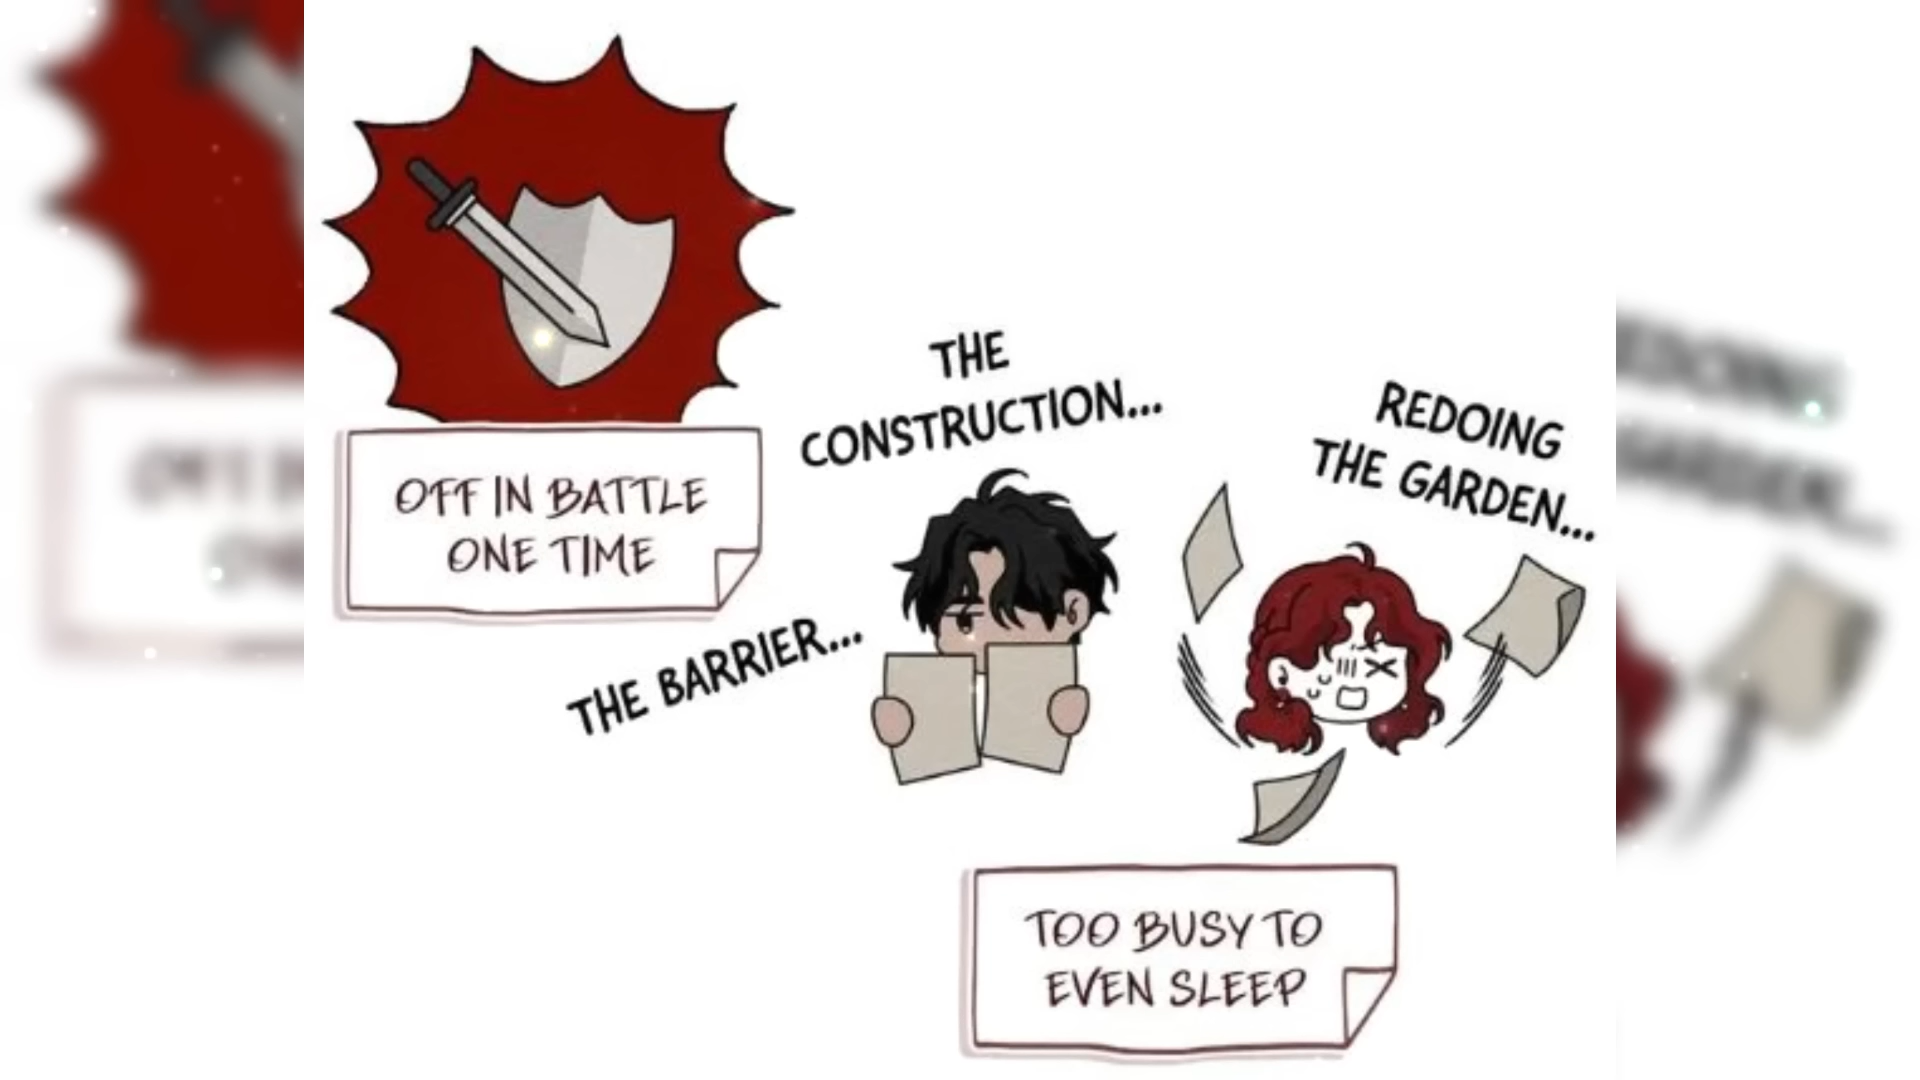 OFF IN BATTLE
ONE TIME
THE
CONSTRUCTION...
THE BARRIER...
REDOING
THE GARDEN...
TOO BUSY TO
EVEN SLEEP